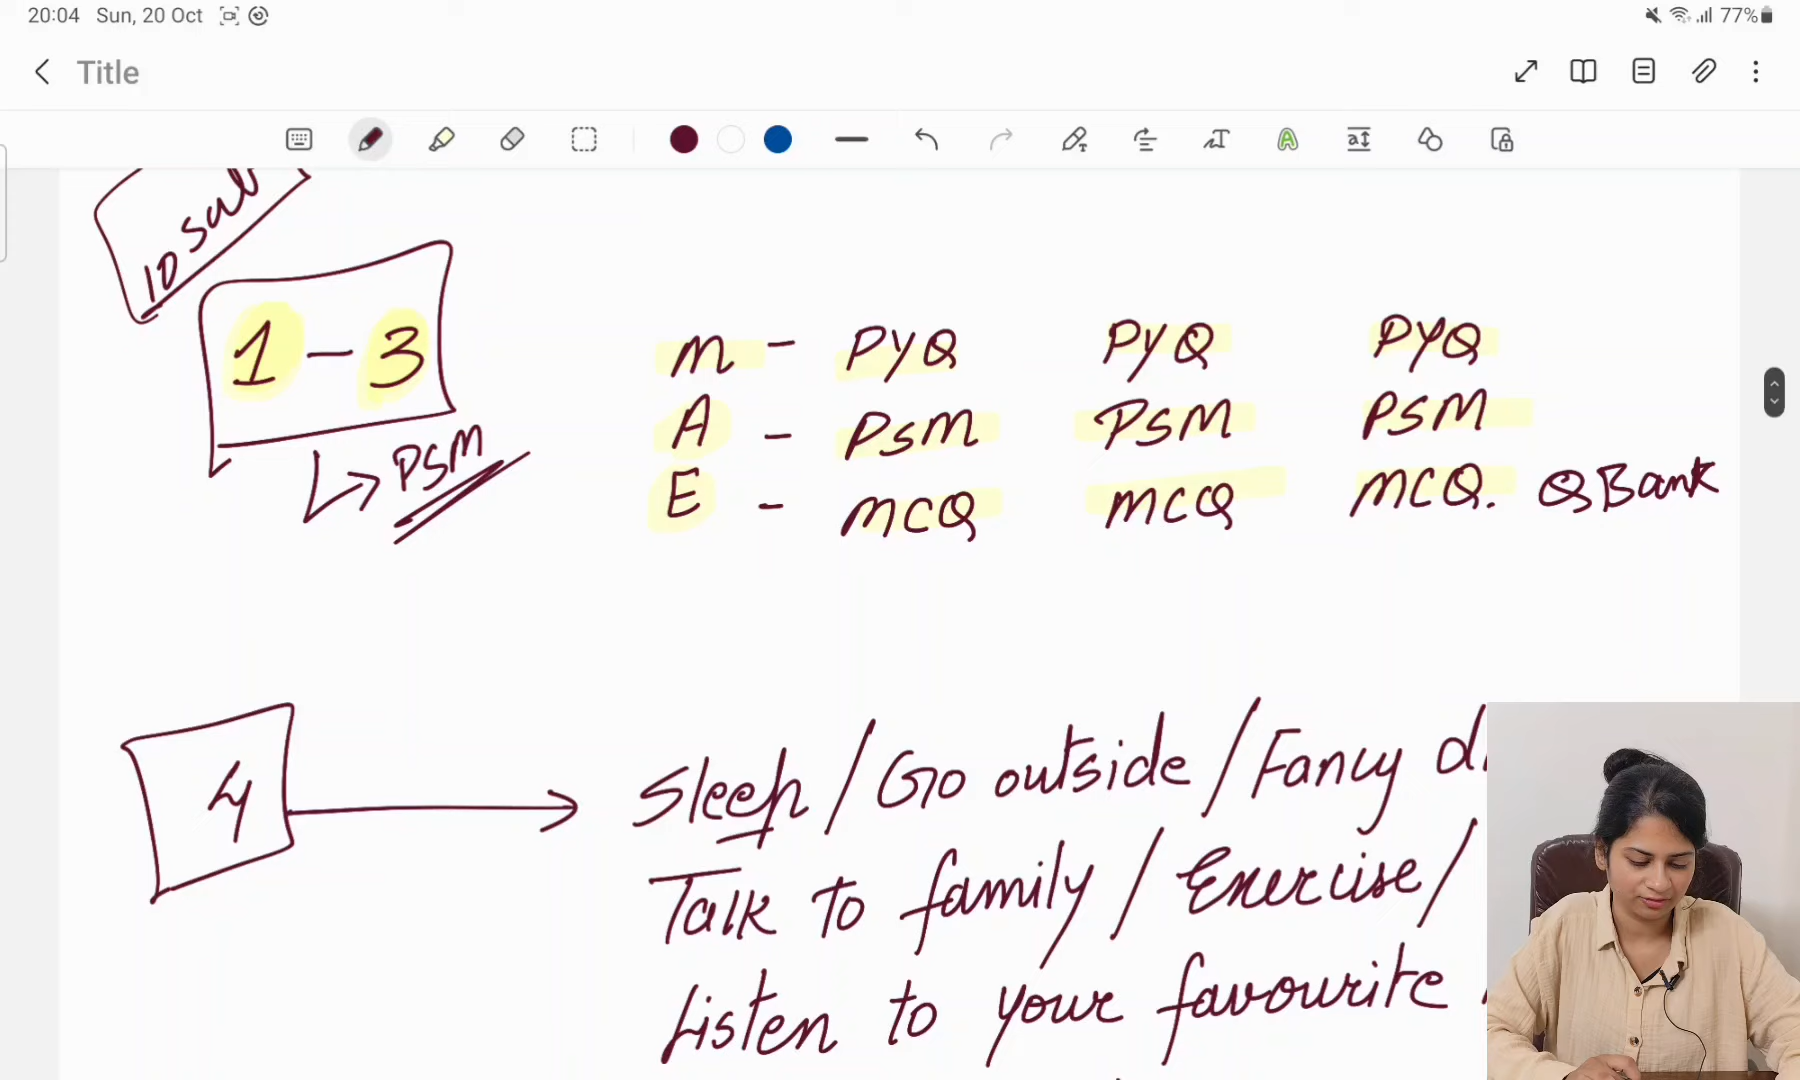 20:04 Sun, 20 Oct 77%
Title
10 sub
1 - 3
PSM
M - PYQ PYQ PYQ
A - PSM PSM PSM
E - MCQ MCQ MCQ. QBank
4
Sleep / Go outside / Fancy
Talk to family / Exercise /
Listen to your favourite